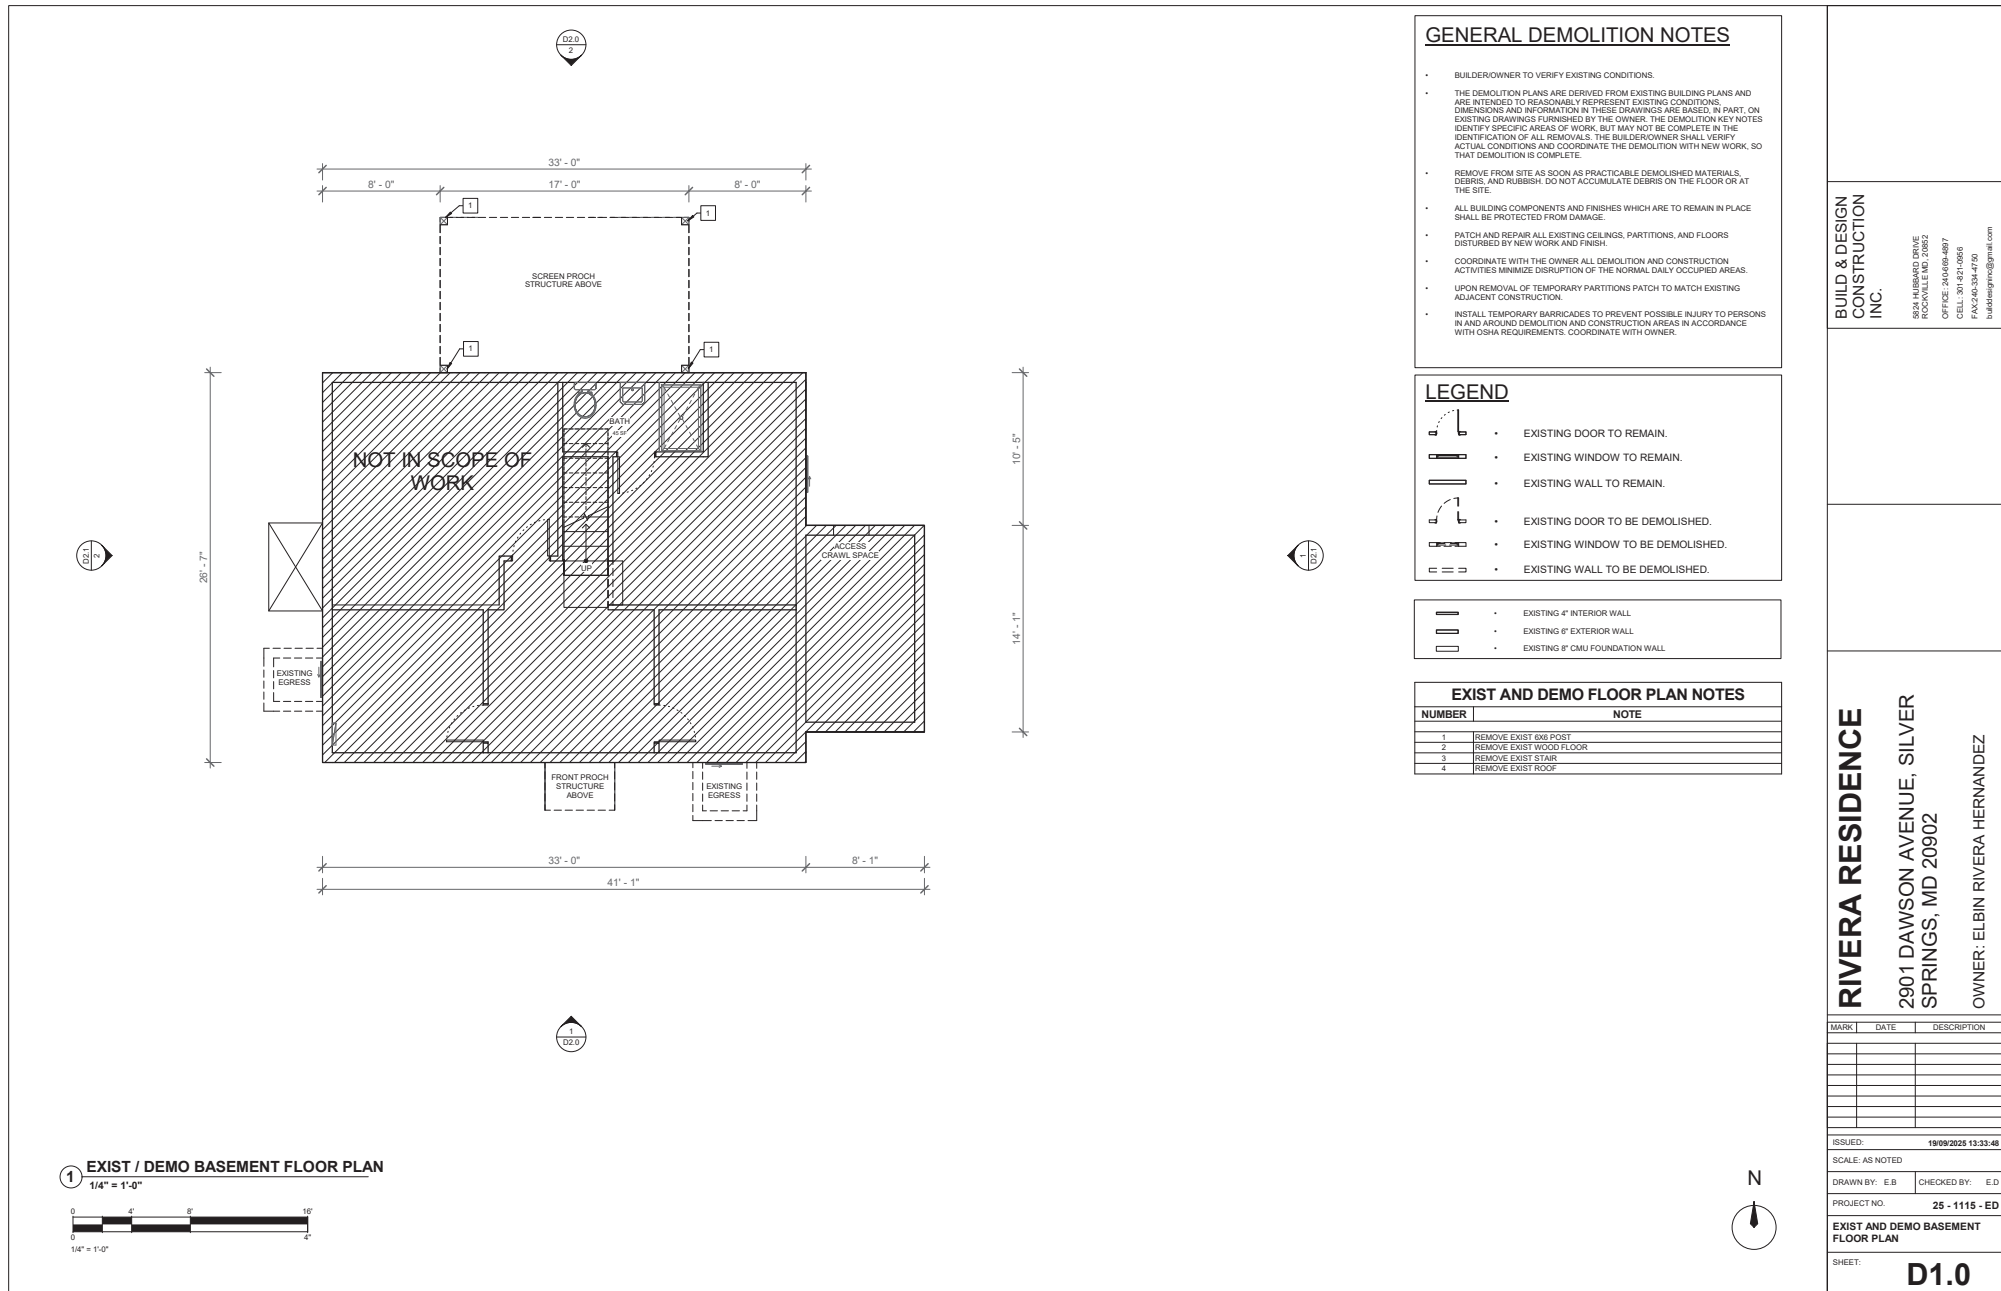 D2.0
2
33' - 0"
8' - 0"
17' - 0"
8' - 0"
1
1
SCREEN PROCH
STRUCTURE ABOVE
1
1
BATH
NOT IN SCOPE OF
WORK
10' - 5"
26' - 7"
D2.1
2
ACCESS
CRAWL SPACE
1
D2.1
UP
14' - 1"
EXISTING
EGRESS
FRONT PROCH
STRUCTURE
ABOVE
EXISTING
EGRESS
33' - 0"
8' - 1"
41' - 1"
1
D2.0
1
EXIST / DEMO BASEMENT FLOOR PLAN
1/4" = 1'-0"
0
4'
8'
16'
0
4"
1/4" = 1'-0"
N
GENERAL DEMOLITION NOTES
• BUILDER/OWNER TO VERIFY EXISTING CONDITIONS.
• THE DEMOLITION PLANS ARE DERIVED FROM EXISTING BUILDING PLANS AND
ARE INTENDED TO REASONABLY REPRESENT EXISTING CONDITIONS,
DIMENSIONS AND INFORMATION IN THESE DRAWINGS ARE BASED, IN PART, ON
EXISTING DRAWINGS FURNISHED BY THE OWNER. THE DEMOLITION KEY NOTES
IDENTIFY SPECIFIC AREAS OF WORK, BUT MAY NOT BE COMPLETE IN THE
IDENTIFICATION OF ALL REMOVALS. THE BUILDER/OWNER SHALL VERIFY
ACTUAL CONDITIONS AND COORDINATE THE DEMOLITION WITH NEW WORK, SO
THAT DEMOLITION IS COMPLETE.
• REMOVE FROM SITE AS SOON AS PRACTICABLE DEMOLISHED MATERIALS,
DEBRIS, AND RUBBISH. DO NOT ACCUMULATE DEBRIS ON THE FLOOR OR AT
THE SITE.
• ALL BUILDING COMPONENTS AND FINISHES WHICH ARE TO REMAIN IN PLACE
SHALL BE PROTECTED FROM DAMAGE.
• PATCH AND REPAIR ALL EXISTING CEILINGS, PARTITIONS, AND FLOORS
DISTURBED BY NEW WORK AND FINISH.
• COORDINATE WITH THE OWNER ALL DEMOLITION AND CONSTRUCTION
ACTIVITIES MINIMIZE DISRUPTION OF THE NORMAL DAILY OCCUPIED AREAS.
• UPON REMOVAL OF TEMPORARY PARTITIONS PATCH TO MATCH EXISTING
ADJACENT CONSTRUCTION.
• INSTALL TEMPORARY BARRICADES TO PREVENT POSSIBLE INJURY TO PERSONS
IN AND AROUND DEMOLITION AND CONSTRUCTION AREAS IN ACCORDANCE
WITH OSHA REQUIREMENTS. COORDINATE WITH OWNER.
LEGEND
• EXISTING DOOR TO REMAIN.
• EXISTING WINDOW TO REMAIN.
• EXISTING WALL TO REMAIN.
• EXISTING DOOR TO BE DEMOLISHED.
• EXISTING WINDOW TO BE DEMOLISHED.
• EXISTING WALL TO BE DEMOLISHED.
• EXISTING 4" INTERIOR WALL
• EXISTING 6" EXTERIOR WALL
• EXISTING 8" CMU FOUNDATION WALL
EXIST AND DEMO FLOOR PLAN NOTES
NUMBER NOTE
1 REMOVE EXIST 6X6 POST
2 REMOVE EXIST WOOD FLOOR
3 REMOVE EXIST STAIR
4 REMOVE EXIST ROOF
BUILD & DESIGN
CONSTRUCTION
INC.
5824 HUBBARD DRIVE
ROCKVILLE MD, 20852
OFFICE: 240-669-4897
CELL: 301-821-0856
FAX:240-334-4750
builddesigninc@gmail.com
RIVERA RESIDENCE
2901 DAWSON AVENUE, SILVER
SPRINGS, MD 20902
OWNER: ELBIN RIVERA HERNANDEZ
MARK DATE DESCRIPTION
ISSUED: 19/09/2025 13:33:48
SCALE: AS NOTED
DRAWN BY: E.B CHECKED BY: E.D
PROJECT NO. 25 - 1115 - ED
EXIST AND DEMO BASEMENT
FLOOR PLAN
SHEET: D1.0